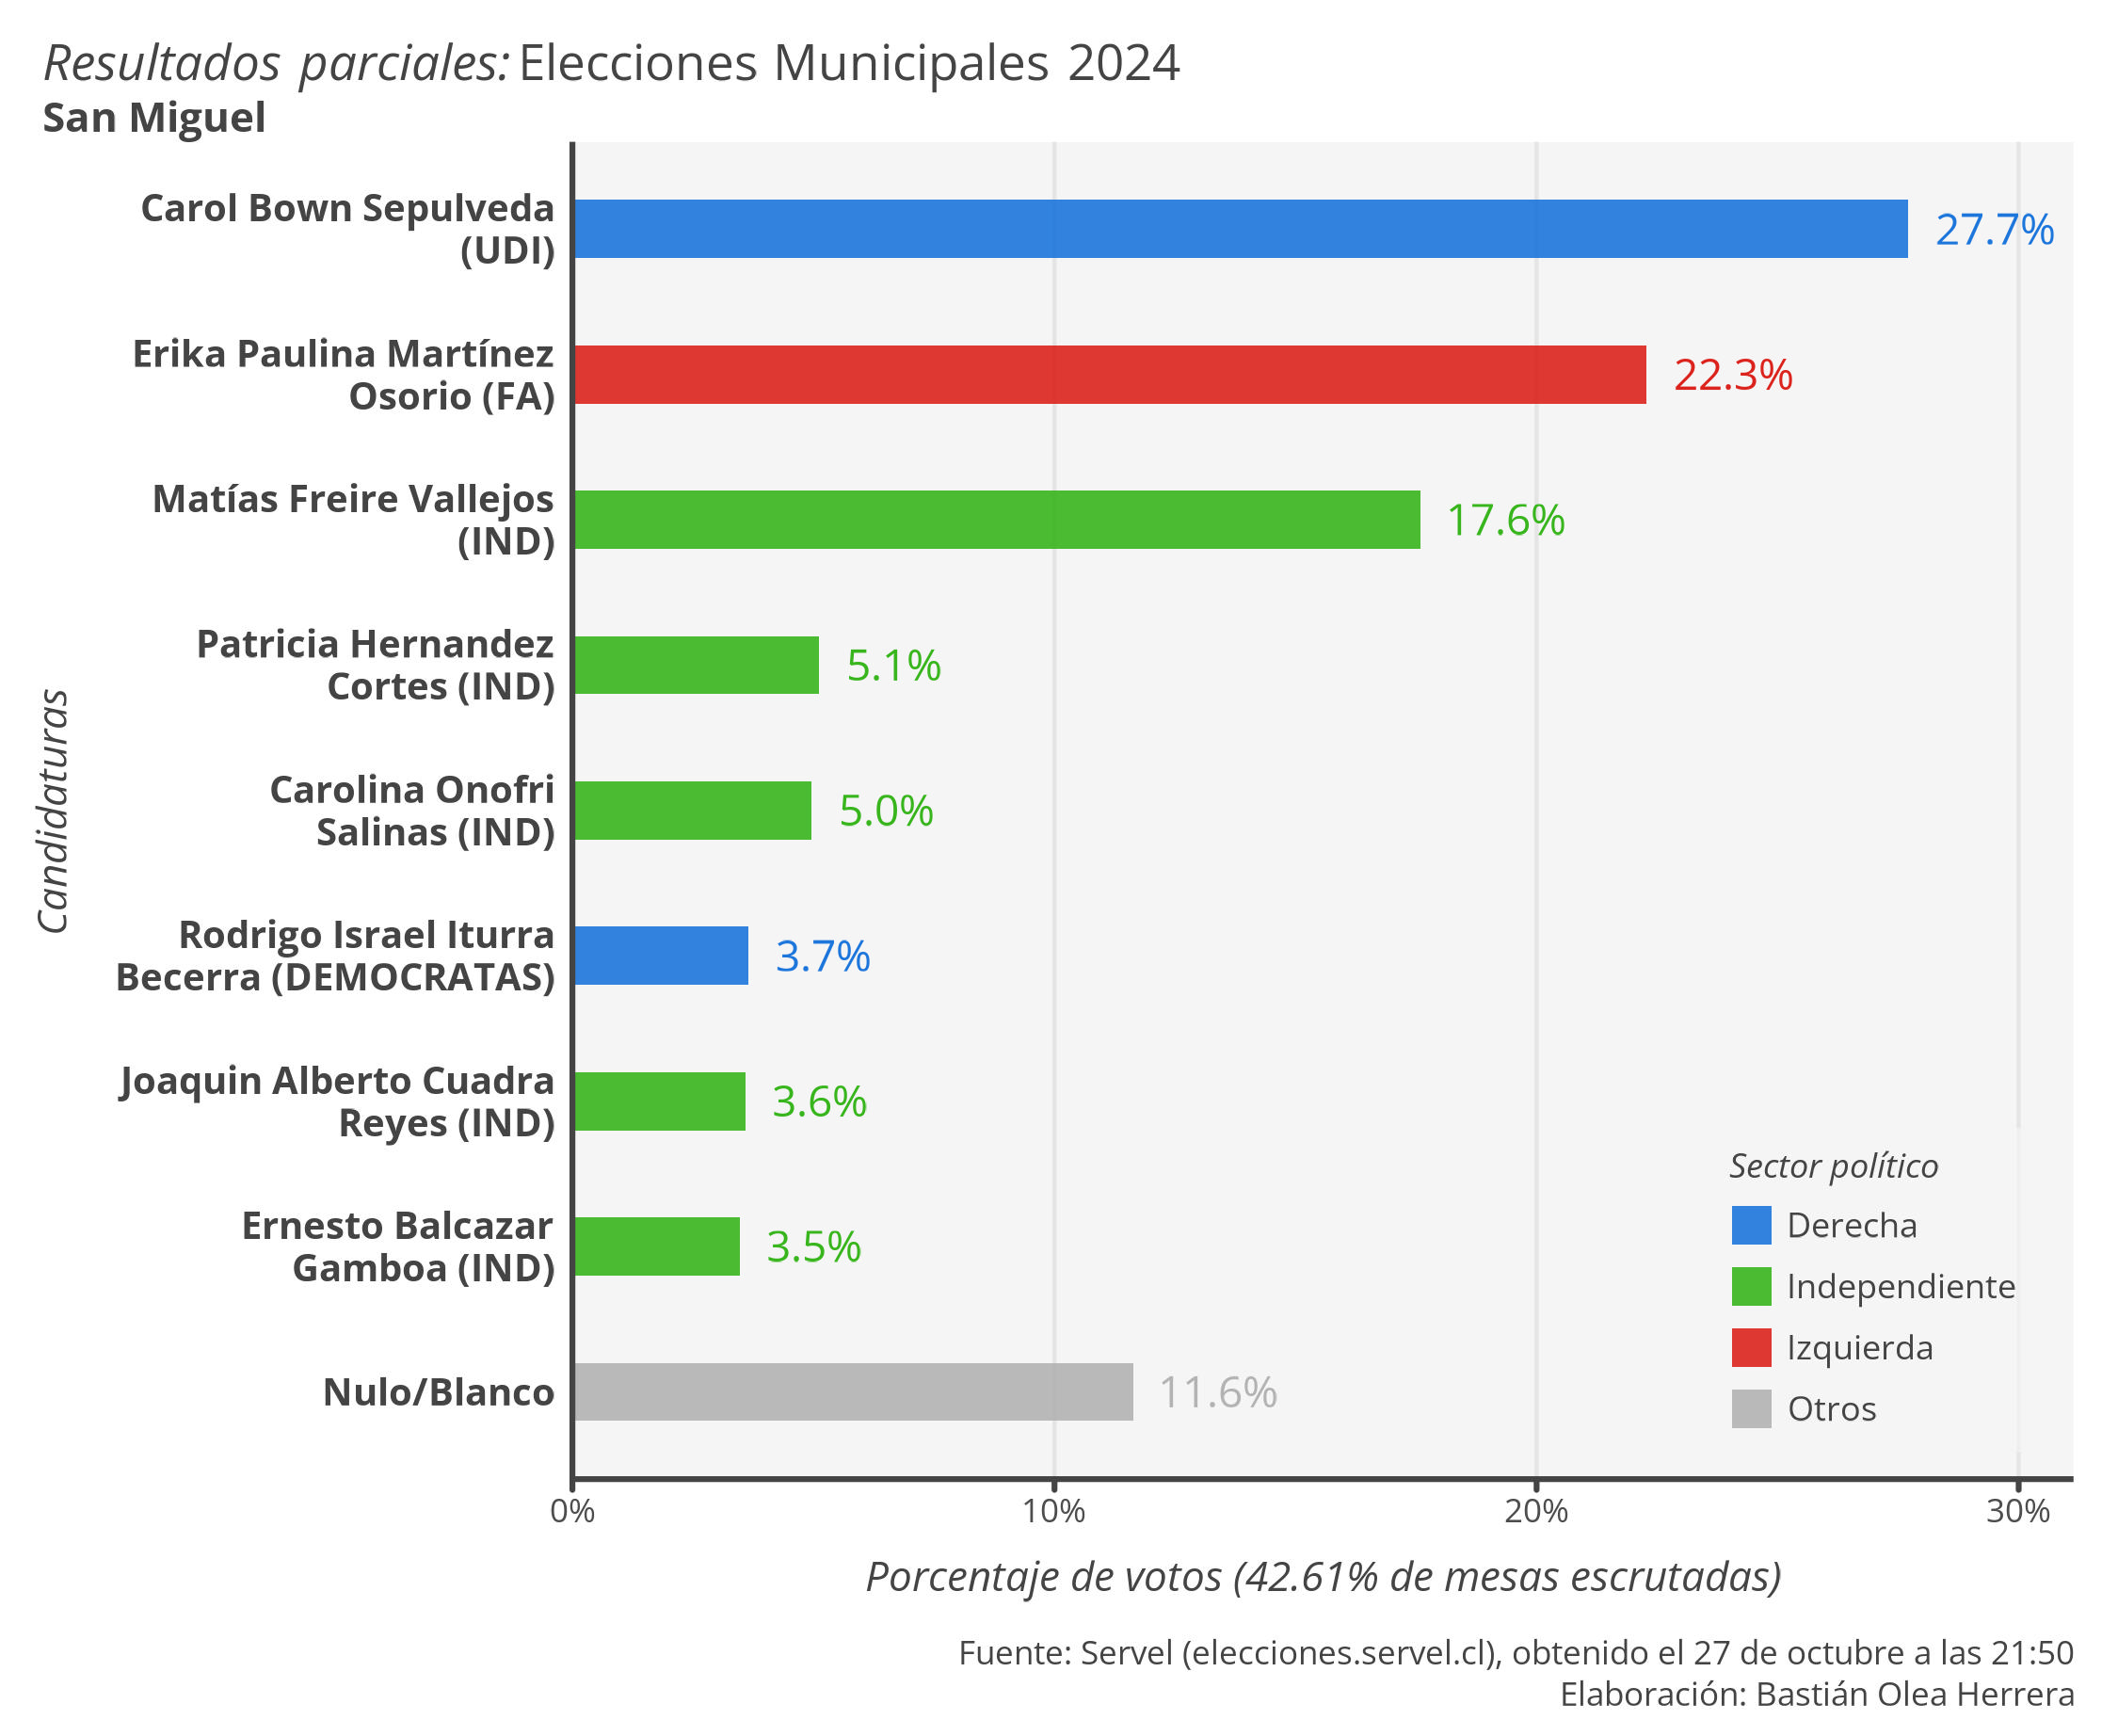 Resultados parciales: Elecciones Municipales 2024
San Miguel
Candidaturas
Carol Bown Sepulveda
(UDI)
27.7%
Erika Paulina Martínez
Osorio (FA)
22.3%
Matías Freire Vallejos
(IND)
17.6%
Patricia Hernandez
Cortes (IND)
5.1%
Carolina Onofri
Salinas (IND)
5.0%
Rodrigo Israel Iturra
Becerra (DEMOCRATAS)
3.7%
Joaquin Alberto Cuadra
Reyes (IND)
3.6%
Ernesto Balcazar
Gamboa (IND)
3.5%
Nulo/Blanco
11.6%
Sector político
Derecha
Independiente
Izquierda
Otros
0%
10%
20%
30%
Porcentaje de votos (42.61% de mesas escrutadas)
Fuente: Servel (elecciones.servel.cl), obtenido el 27 de octubre a las 21:50
Elaboración: Bastián Olea Herrera